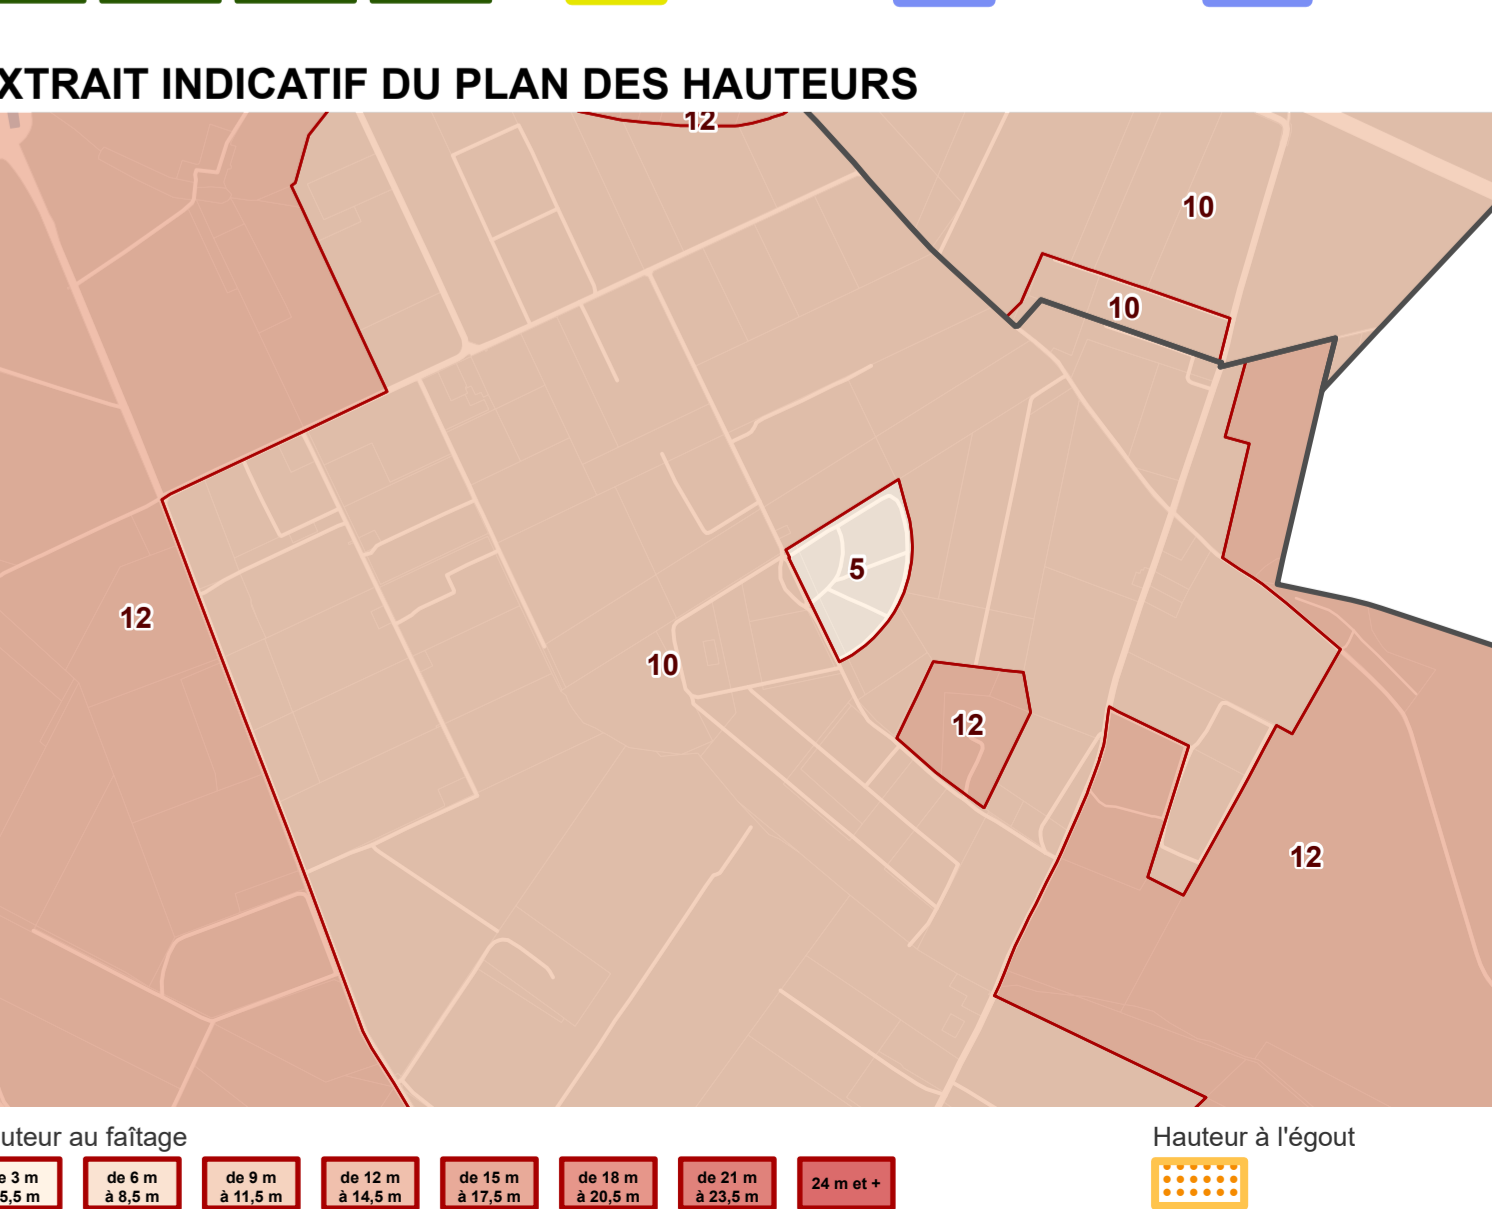 XTRAIT INDICATIF DU PLAN DES HAUTEURS
12
10
10
5
12
10
12
12
uteur au faîtage
Hauteur à l'égout
e 3 m
5,5 m
de 6 m
à 8,5 m
de 9 m
à 11,5 m
de 12 m
à 14,5 m
de 15 m
à 17,5 m
de 18 m
à 20,5 m
de 21 m
à 23,5 m
24 m et +